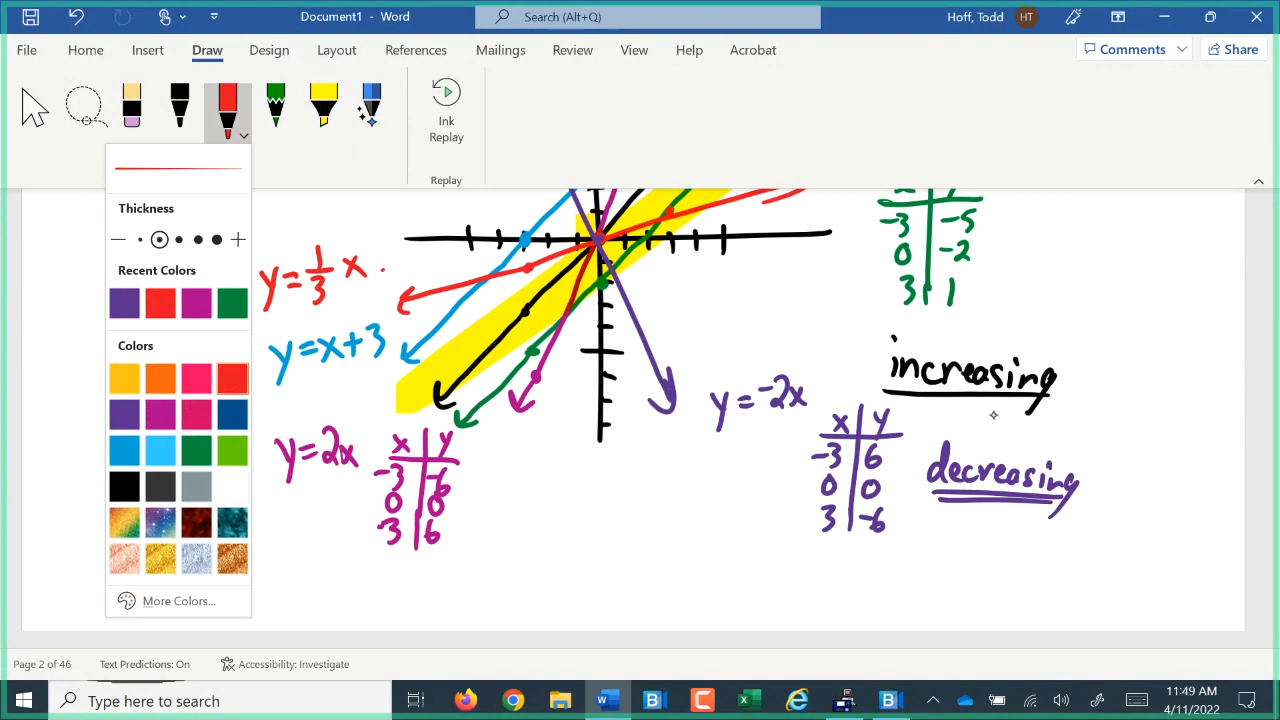 Document1 - Word
Search (Alt+Q)
Hoff, Todd
HT
File Home Insert Draw Design Layout References Mailings Review View Help Acrobat
Comments
Share
Ink Replay
Replay
Thickness
Recent Colors
Colors
More Colors...
-3 | -5
0 | -2
3 | 1
y=1/3x
y=x+3
increasing
y=-2x
x | y
-3 | 6
0 | 0
3 | -6
decreasing
y=2x
x | y
-3 | -6
0 | 0
3 | 6
Page 2 of 46
Text Predictions: On
Accessibility: Investigate
Type here to search
11:49 AM
4/11/2022